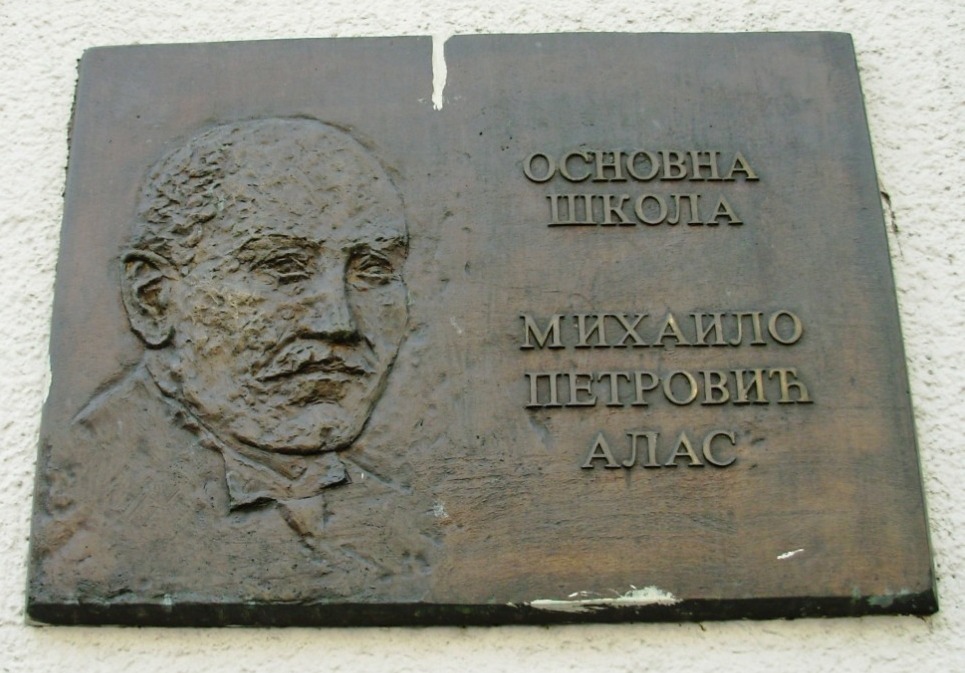 ОСНОВНА
ШКОЛА
МИХАИЛО
ПЕТРОВИЋ
АЛАС